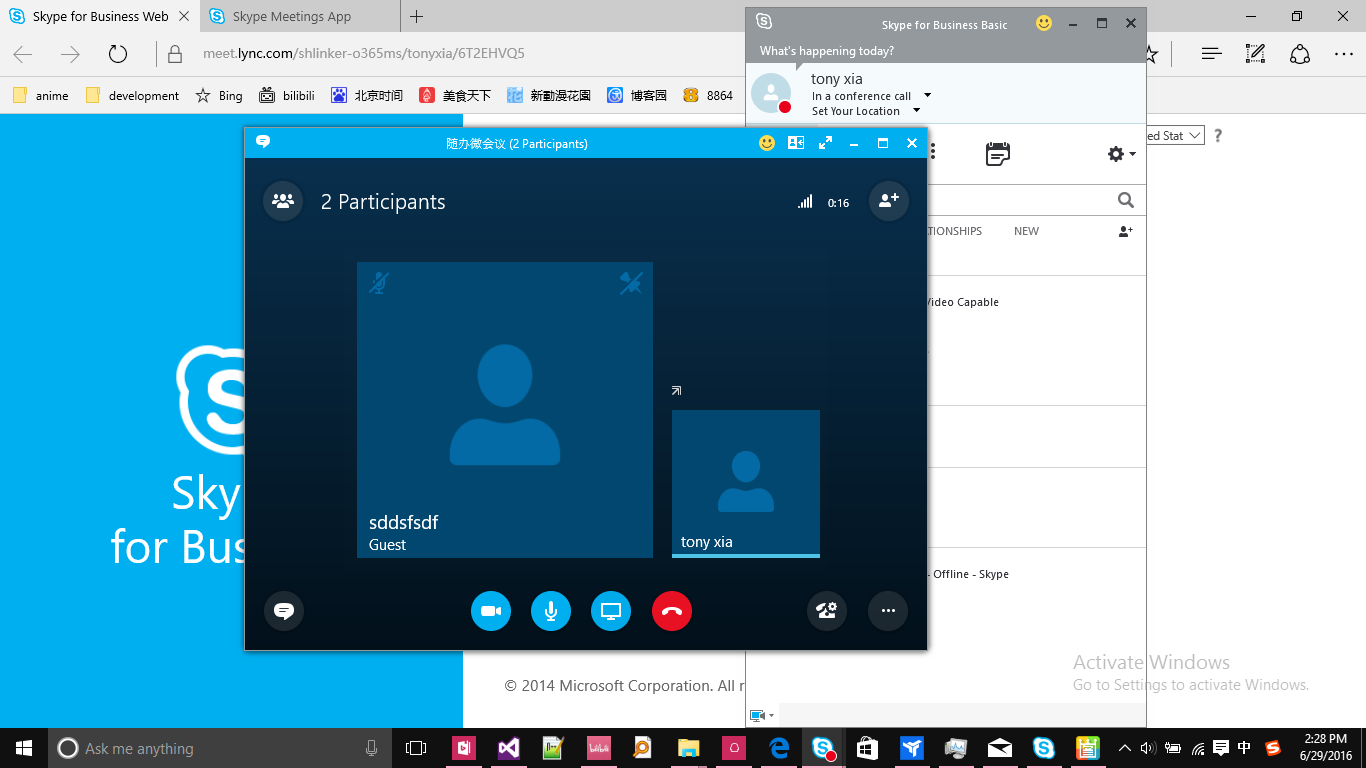 Skype for Business Web
Skype Meetings App
meet.lync.com/shlinker-o365ms/tonyxia/6T2EHVQ5
anime
development
Bing
bilibili
北京时间
美食天下
新動漫花園
博客园
8864
Skype for Business Basic
What's happening today?
tony xia
In a conference call
Set Your Location
ed Stat
?
TIONSHIPS
NEW
Video Capable
- Offline - Skype
随办微会议 (2 Participants)
2 Participants
0:16
sddsfsdf
Guest
tony xia
Sky
for Bus
© 2014 Microsoft Corporation. All r
Activate Windows
Go to Settings to activate Windows.
Ask me anything
中
2:28 PM
6/29/2016